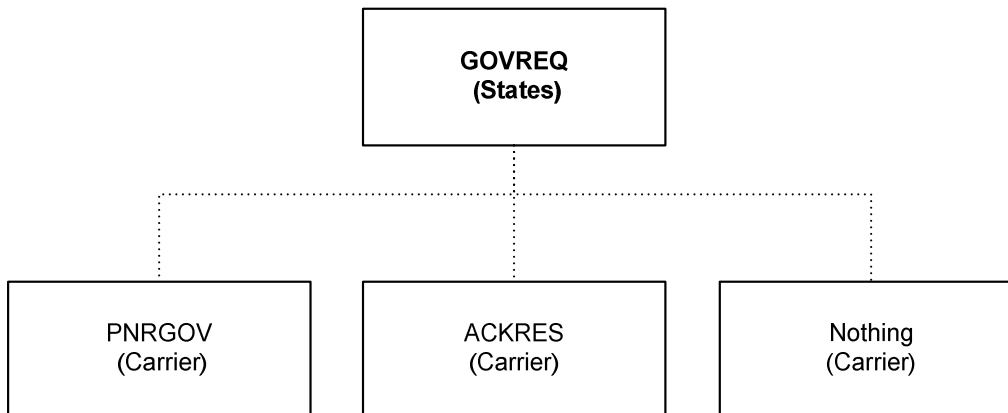 GOVREQ
(States)
PNRGOV
(Carrier)
ACKRES
(Carrier)
Nothing
(Carrier)